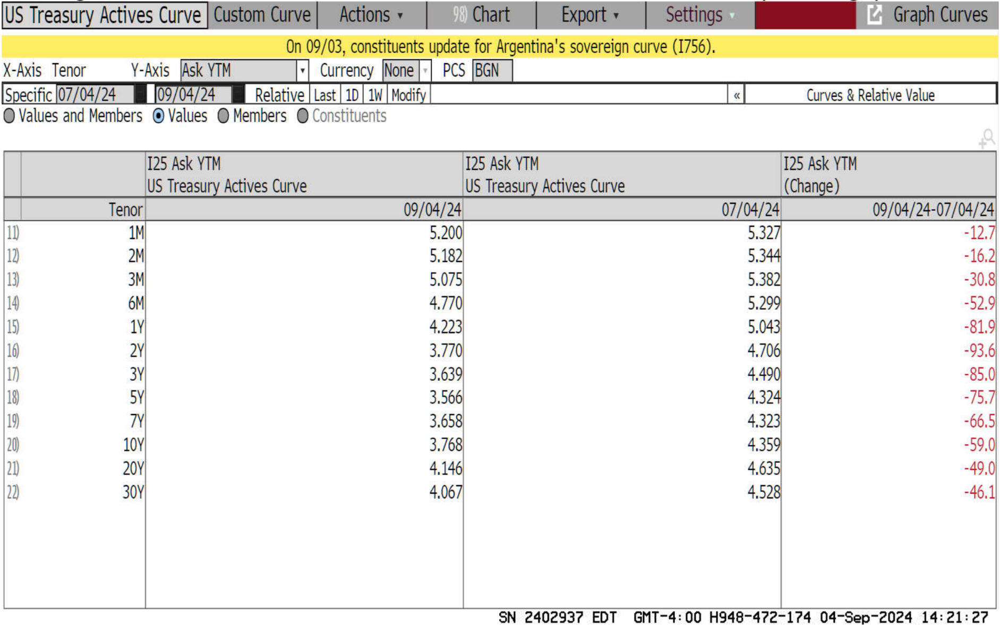 US Treasury Actives Curve Custom Curve Actions 98) Chart Export Settings Graph Curves
On 09/03, constituents update for Argentina's sovereign curve (I756).
X-Axis Tenor Y-Axis Ask YTM Currency None PCS BGN
Specific 07/04/24 09/04/24 Relative Last 1D 1W Modify « Curves & Relative Value
Values and Members Values Members Constituents
I25 Ask YTM I25 Ask YTM I25 Ask YTM
US Treasury Actives Curve US Treasury Actives Curve (Change)
Tenor 09/04/24 07/04/24 09/04/24-07/04/24
11) 1M 5.200 5.327 -12.7
12) 2M 5.182 5.344 -16.2
13) 3M 5.075 5.382 -30.8
14) 6M 4.770 5.299 -52.9
15) 1Y 4.223 5.043 -81.9
16) 2Y 3.770 4.706 -93.6
17) 3Y 3.639 4.490 -85.0
18) 5Y 3.566 4.324 -75.7
19) 7Y 3.658 4.323 -66.5
20) 10Y 3.768 4.359 -59.0
21) 20Y 4.146 4.635 -49.0
22) 30Y 4.067 4.528 -46.1
SN 2402937 EDT GMT-4:00 H948-472-174 04-Sep-2024 14:21:27